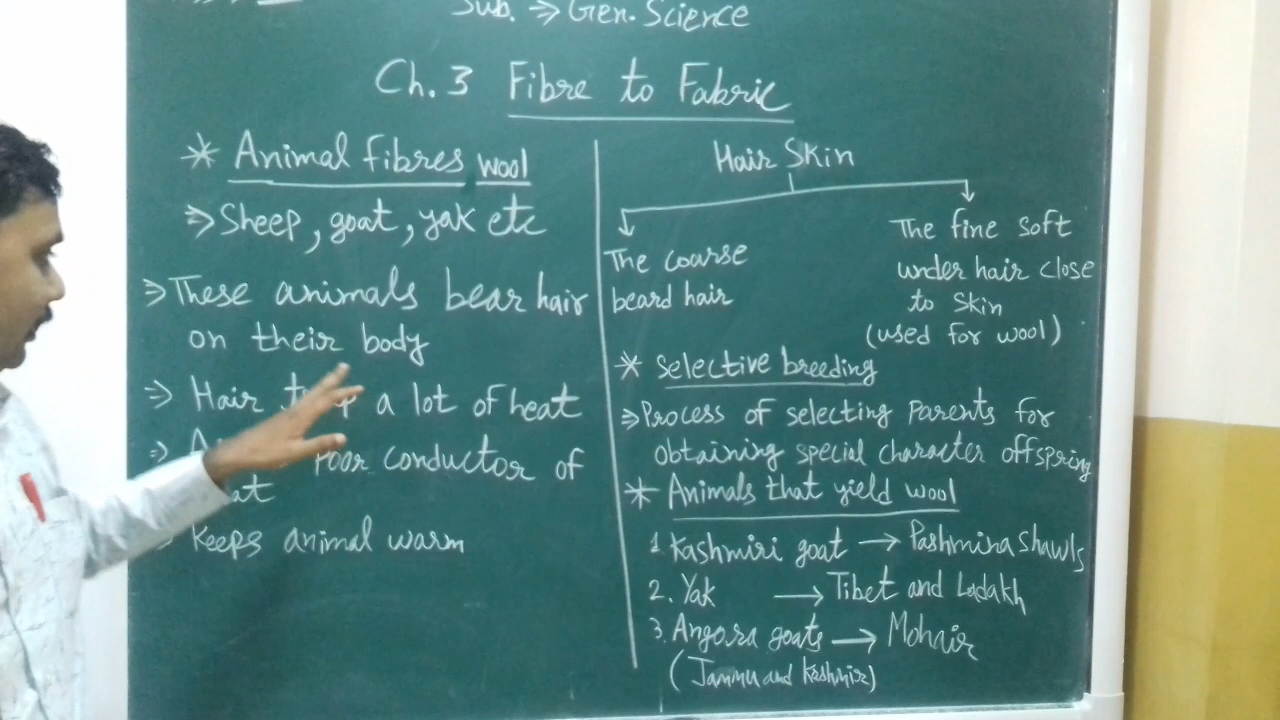 Sub. ⇒ Gen. Science
Ch. 3 Fibre to Fabric
* Animal fibres wool
⇒ Sheep, goat, yak etc
⇒ These animals bear hair
on their body
⇒ Hair a lot of heat
⇒ Poor conductor of
⇒ Keeps animal warm
Hair Skin
The coarse
beard hair
The fine soft
under hair close
to skin
(used for wool)
* selective breeding
⇒ Process of selecting parents for
obtaining special character offspring
* Animals that yield wool
1. Kashmiri goat → Pashmina shawls
2. Yak → Tibet and Ladakh
3. Angora goats → Mohair
(Jammu and Kashmir)